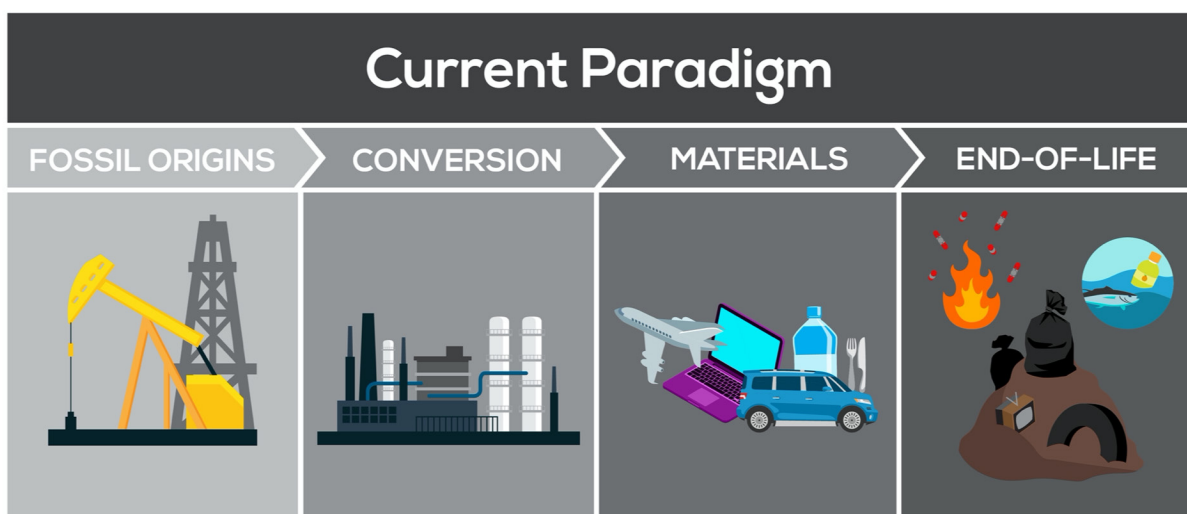 Current Paradigm
FOSSIL ORIGINS
CONVERSION
MATERIALS
END-OF-LIFE